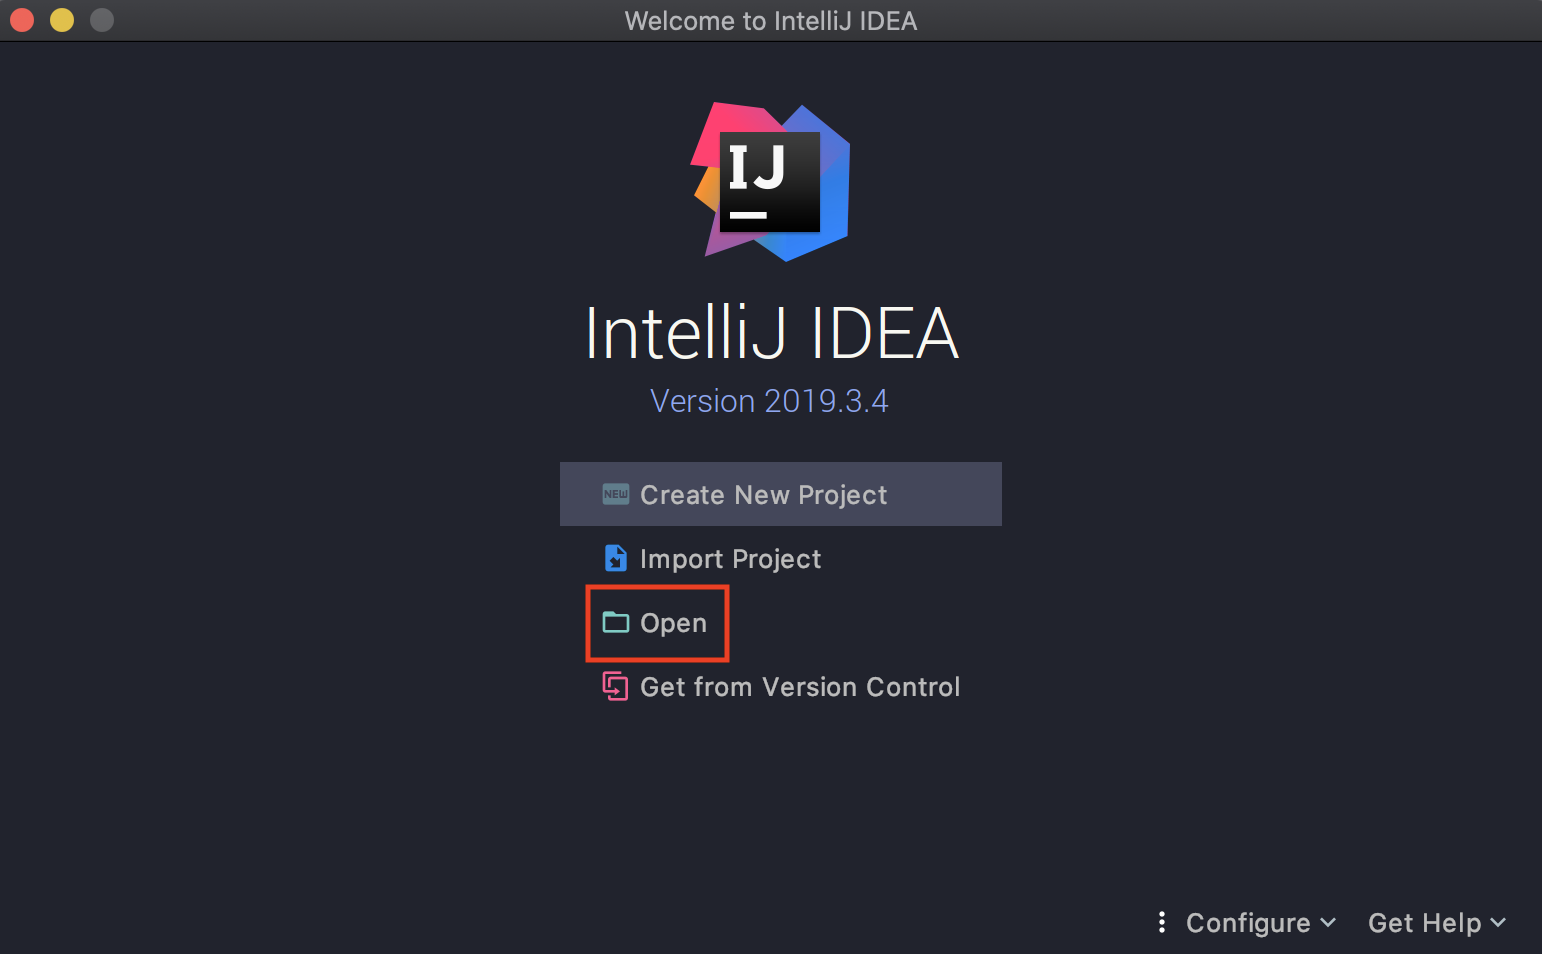 Welcome to IntelliJ IDEA
IJ
IntelliJ IDEA
Version 2019.3.4
NEW Create New Project
Import Project
Open
Get from Version Control
Configure Get Help